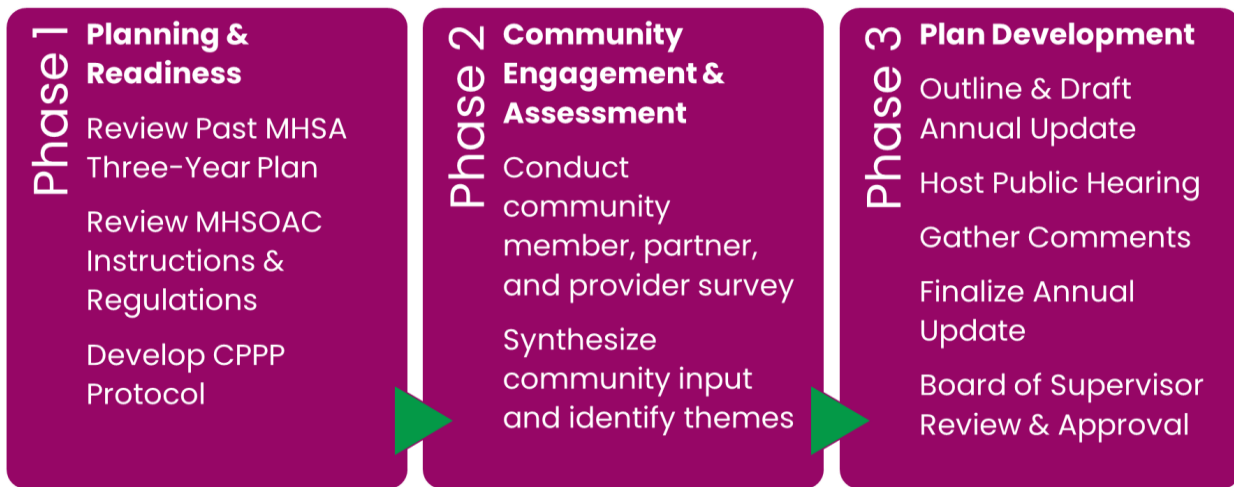 Phase 1
Planning &
Readiness
Review Past MHSA
Three-Year Plan
Review MHSOAC
Instructions &
Regulations
Develop CPPP
Protocol
Phase 2
Community
Engagement &
Assessment
Conduct
community
member, partner,
and provider survey
Synthesize
community input
and identify themes
Phase 3
Plan Development
Outline & Draft
Annual Update
Host Public Hearing
Gather Comments
Finalize Annual
Update
Board of Supervisor
Review & Approval